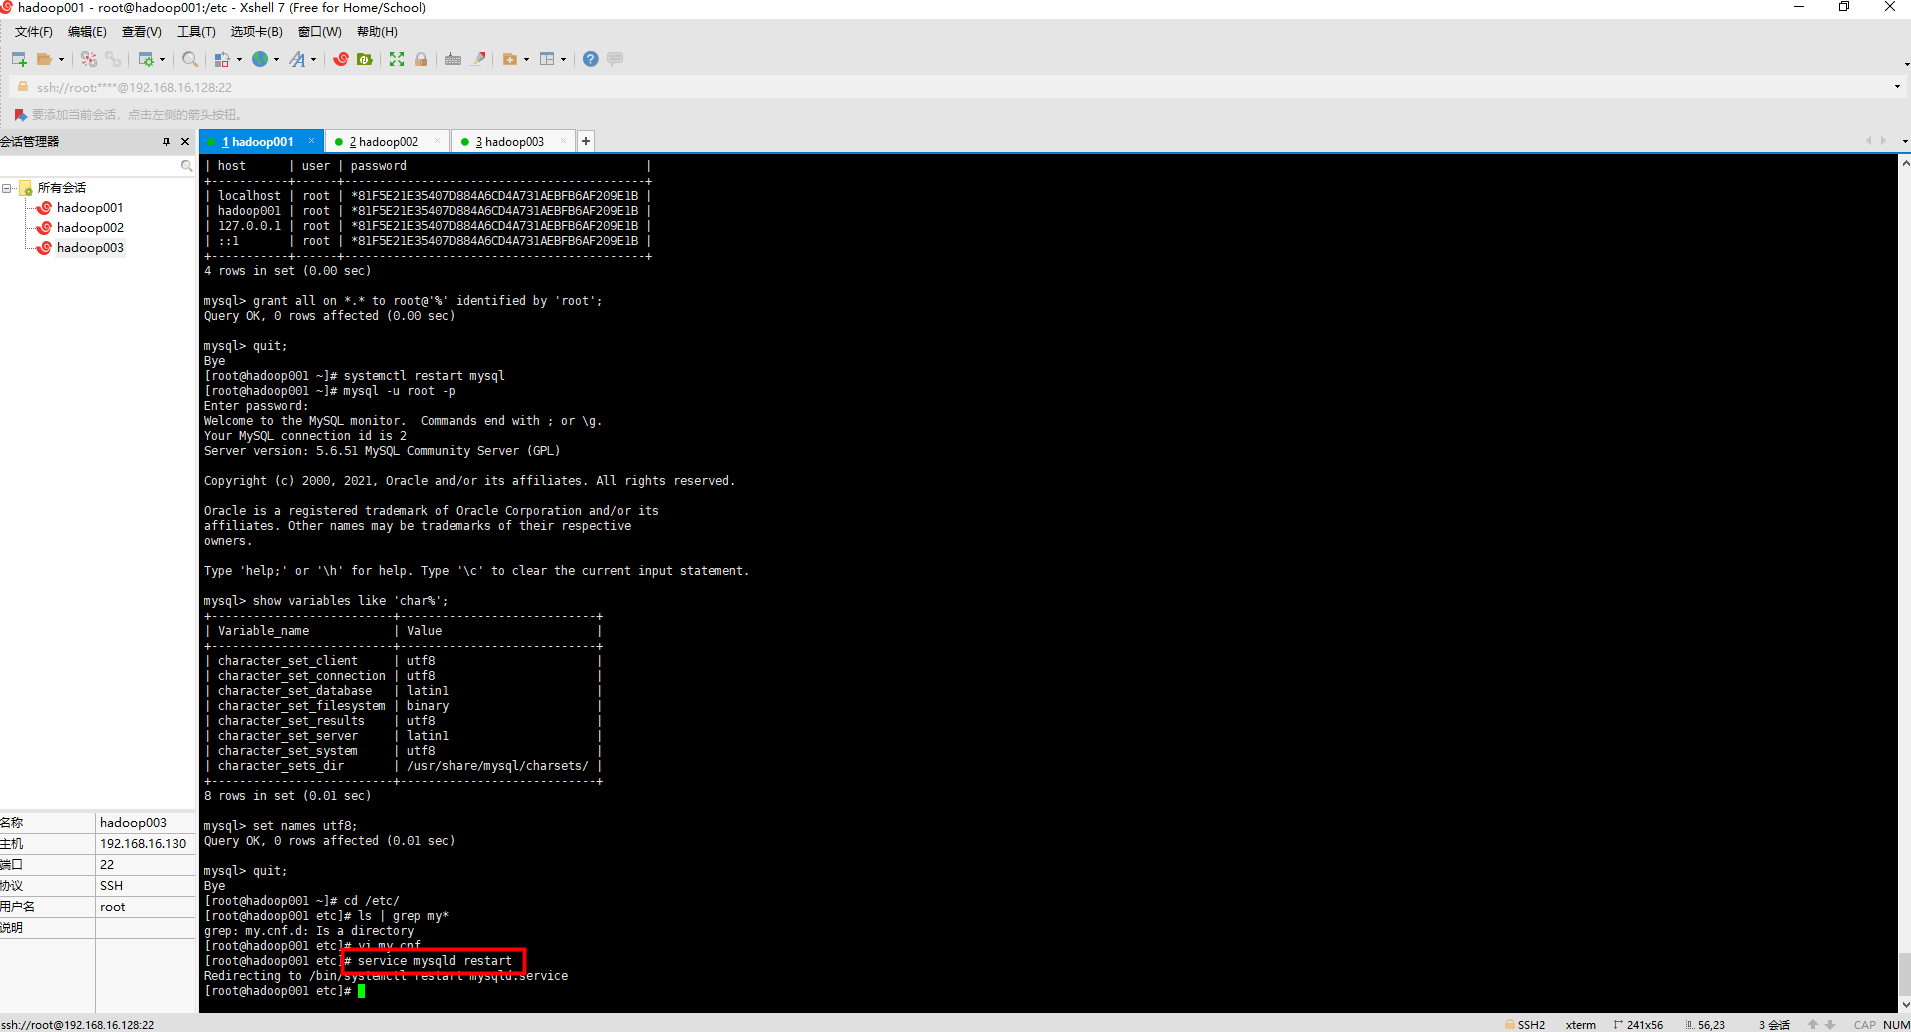 hadoop001 - root@hadoop001:/etc - Xshell 7 (Free for Home/School)
文件(F) 编辑(E) 查看(V) 工具(T) 选项卡(B) 窗口(W) 帮助(H)
ssh://root:****@192.168.16.128:22
要添加当前会话，点击左侧的箭头按钮。
会话管理器
1 hadoop001
2 hadoop002
3 hadoop003
所有会话
hadoop001
hadoop002
hadoop003
名称 hadoop003
主机 192.168.16.130
端口 22
协议 SSH
用户名 root
说明
| host      | user | password                                  |
+-----------+------+-------------------------------------------+
| localhost | root | *81F5E21E35407D884A6CD4A731AEBFB6AF209E1B |
| hadoop001 | root | *81F5E21E35407D884A6CD4A731AEBFB6AF209E1B |
| 127.0.0.1 | root | *81F5E21E35407D884A6CD4A731AEBFB6AF209E1B |
| ::1       | root | *81F5E21E35407D884A6CD4A731AEBFB6AF209E1B |
+-----------+------+-------------------------------------------+
4 rows in set (0.00 sec)
mysql> grant all on *.* to root@'%' identified by 'root';
Query OK, 0 rows affected (0.00 sec)
mysql> quit;
Bye
[root@hadoop001 ~]# systemctl restart mysql
[root@hadoop001 ~]# mysql -u root -p
Enter password:
Welcome to the MySQL monitor.  Commands end with ; or \g.
Your MySQL connection id is 2
Server version: 5.6.51 MySQL Community Server (GPL)
Copyright (c) 2000, 2021, Oracle and/or its affiliates. All rights reserved.
Oracle is a registered trademark of Oracle Corporation and/or its
affiliates. Other names may be trademarks of their respective
owners.
Type 'help;' or '\h' for help. Type '\c' to clear the current input statement.
mysql> show variables like 'char%';
+--------------------------+----------------------------+
| Variable_name            | Value                      |
+--------------------------+----------------------------+
| character_set_client     | utf8                       |
| character_set_connection | utf8                       |
| character_set_database   | latin1                     |
| character_set_filesystem | binary                     |
| character_set_results    | utf8                       |
| character_set_server     | latin1                     |
| character_set_system     | utf8                       |
| character_sets_dir       | /usr/share/mysql/charsets/ |
+--------------------------+----------------------------+
8 rows in set (0.01 sec)
mysql> set names utf8;
Query OK, 0 rows affected (0.01 sec)
mysql> quit;
Bye
[root@hadoop001 ~]# cd /etc/
[root@hadoop001 etc]# ls | grep my*
grep: my.cnf.d: Is a directory
[root@hadoop001 etc]# vi my.cnf
[root@hadoop001 etc]# service mysqld restart
Redirecting to /bin/systemctl restart mysqld.service
[root@hadoop001 etc]#
ssh://root@192.168.16.128:22 SSH2 xterm 241x56 56,23 3 会话 CAP NUM